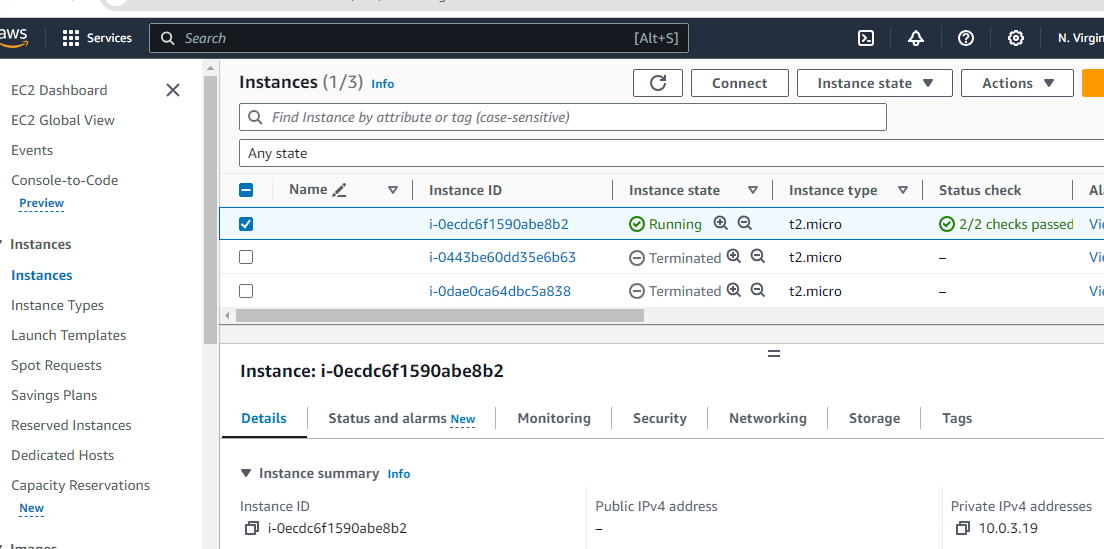 aws Services Search [Alt+S] N. Virgin
EC2 Dashboard
EC2 Global View
Events
Console-to-Code
Preview
Instances
Instances
Instance Types
Launch Templates
Spot Requests
Savings Plans
Reserved Instances
Dedicated Hosts
Capacity Reservations
New
Images
Instances (1/3) Info Connect Instance state Actions
Find Instance by attribute or tag (case-sensitive)
Any state
Name Instance ID Instance state Instance type Status check Al
i-0ecdc6f1590abe8b2 Running t2.micro 2/2 checks passed Vi
i-0443be60dd35e6b63 Terminated t2.micro – Vi
i-0dae0ca64dbc5a838 Terminated t2.micro – Vi
Instance: i-0ecdc6f1590abe8b2
Details Status and alarms New Monitoring Security Networking Storage Tags
Instance summary Info
Instance ID Public IPv4 address Private IPv4 addresses
i-0ecdc6f1590abe8b2 – 10.0.3.19